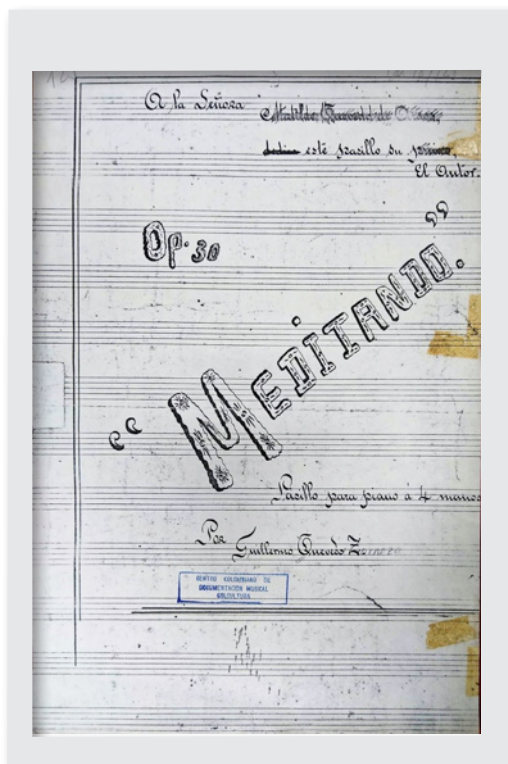 A la Señora
este pasillo su
El Autor.
Op. 30
“MEDITANDO.”
Pasillo para piano á 4 manos
Por
Guillermo Quevedo Z
CENTRO COLOMBIANO DE
DOCUMENTACION MUSICAL
COLCULTURA